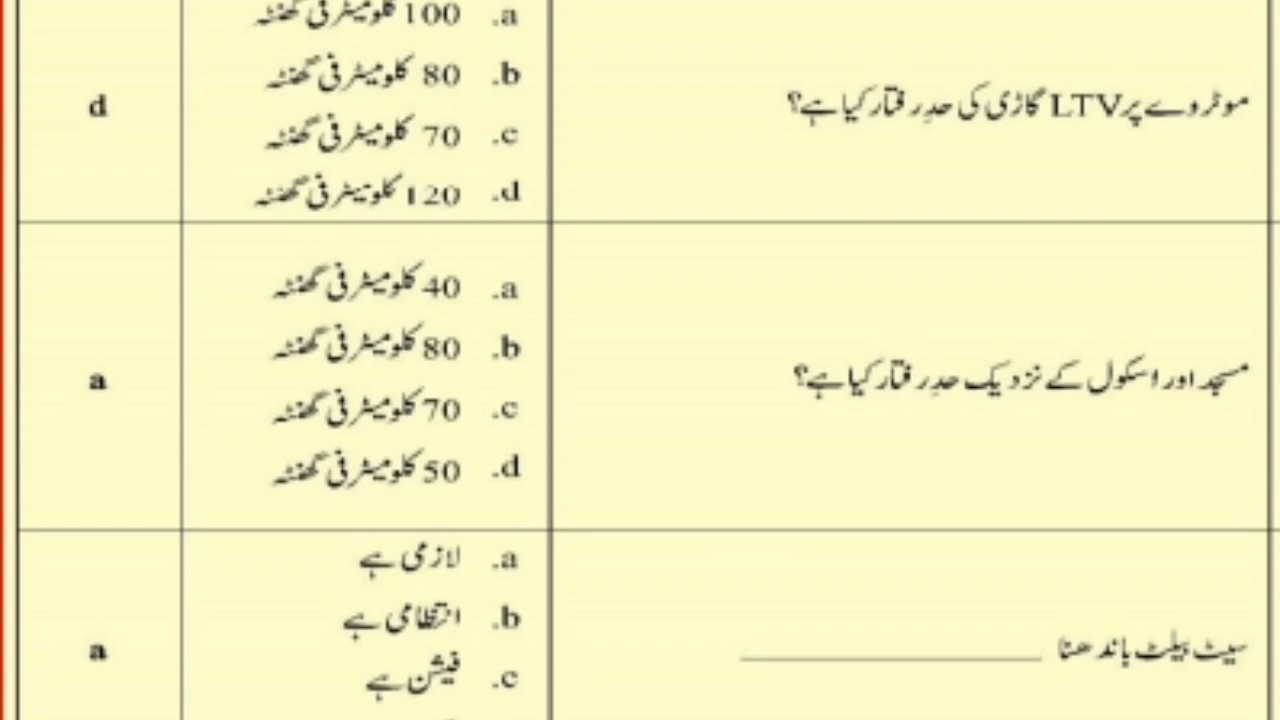 موٹروے پر LTV گاڑی کی حدِ رفتار کیا ہے؟
a. 100 کلومیٹر فی گھنٹہ
b. 80 کلومیٹر فی گھنٹہ
c. 70 کلومیٹر فی گھنٹہ
d. 120 کلومیٹر فی گھنٹہ
d
مسجد اور اسکول کے نزدیک حدِ رفتار کیا ہے؟
a. 40 کلومیٹر فی گھنٹہ
b. 80 کلومیٹر فی گھنٹہ
c. 70 کلومیٹر فی گھنٹہ
d. 50 کلومیٹر فی گھنٹہ
a
سیٹ بیلٹ باندھنا ____________
a. لازمی ہے
b. انتظامی ہے
c. فیشن ہے
a